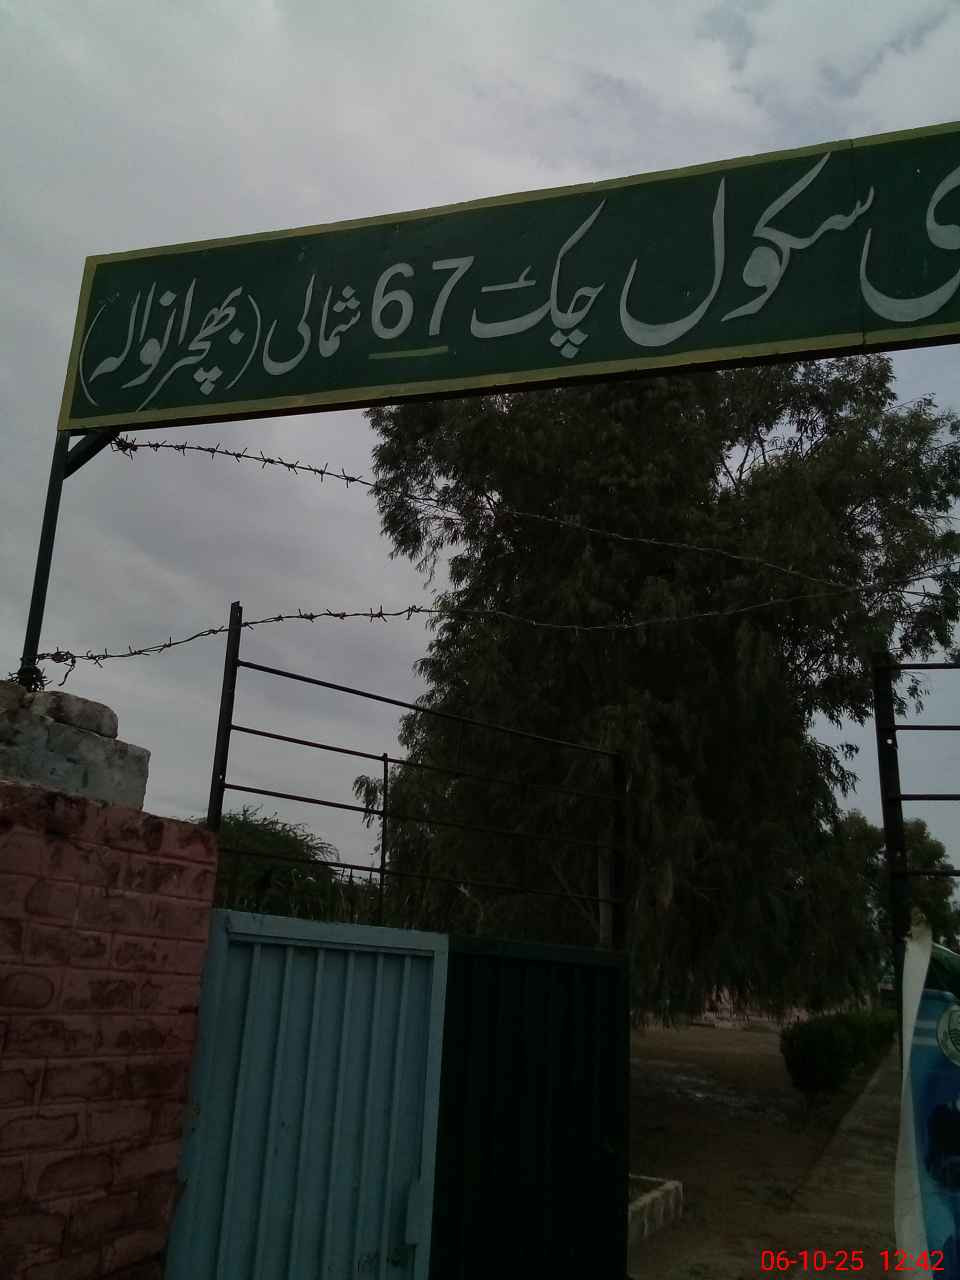 سکول چک 67 شمالی (بھچرانوالہ)
06-10-25 12:42